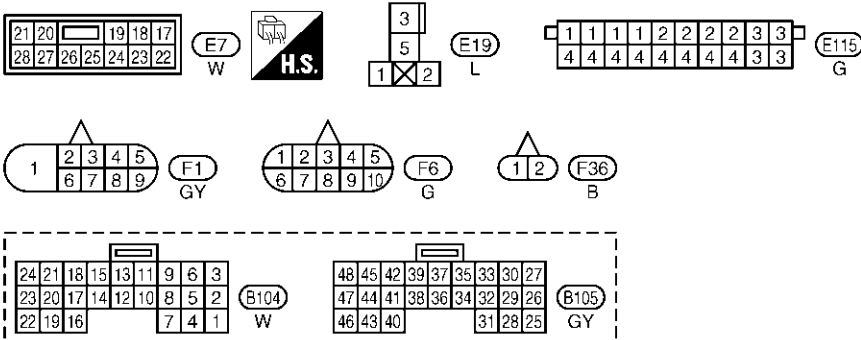 21 20 19 18 17 E7
28 27 26 25 24 23 22 W
H.S.
3
5 E19
1 2 L
1 1 1 1 2 2 2 2 3 3 E115
4 4 4 4 4 4 4 4 3 3 G
1 2 3 4 5 F1
6 7 8 9 GY
1 2 3 4 5 F6
6 7 8 9 10 G
1 2 F36
B
24 21 18 15 13 11 9 6 3
23 20 17 14 12 10 8 5 2 B104
22 19 16 7 4 1 W
48 45 42 39 37 35 33 30 27
47 44 41 38 36 34 32 29 26 B105
46 43 40 31 28 25 GY